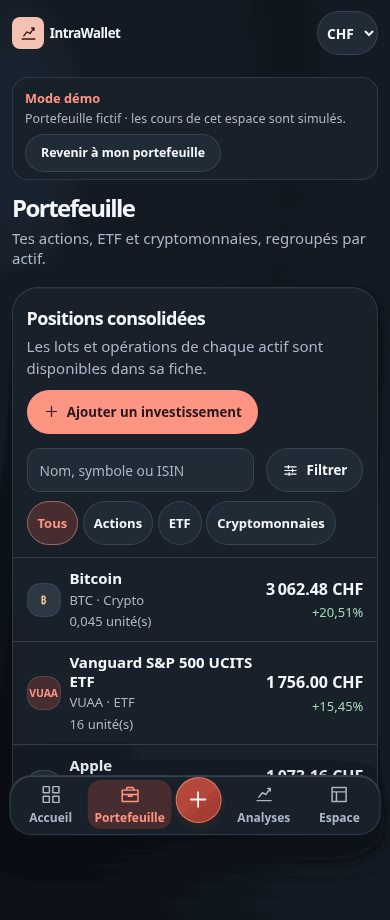 IntraWallet
CHF
Mode démo
Portefeuille fictif · les cours de cet espace sont simulés.
Revenir à mon portefeuille
Portefeuille
Tes actions, ETF et cryptomonnaies, regroupés par
actif.
Positions consolidées
Les lots et opérations de chaque actif sont
disponibles dans sa fiche.
Ajouter un investissement
Nom, symbole ou ISIN
Filtrer
Tous
Actions
ETF
Cryptomonnaies
Bitcoin
BTC · Crypto
0,045 unité(s)
3 062.48 CHF
+20,51%
VUAA
Vanguard S&P 500 UCITS
ETF
VUAA · ETF
16 unité(s)
1 756.00 CHF
+15,45%
Apple
1 073.16 CHF
Accueil
Portefeuille
Analyses
Espace